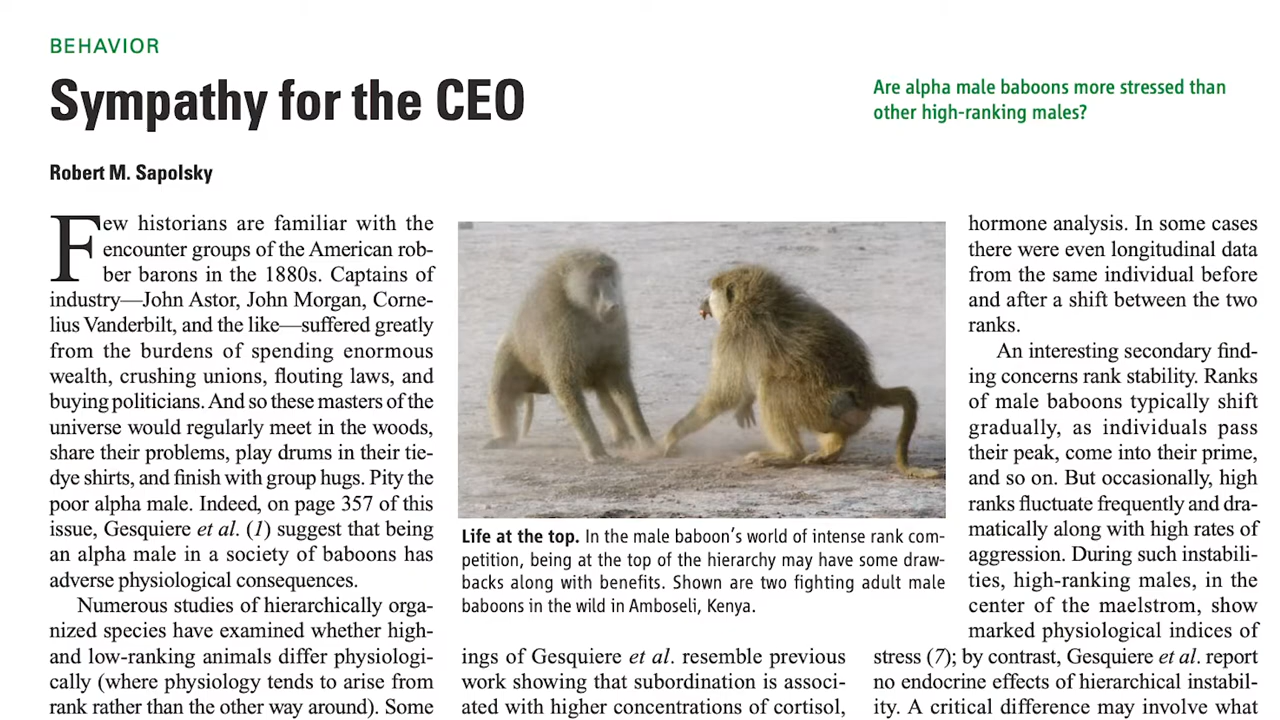 BEHAVIOR
Sympathy for the CEO
Are alpha male baboons more stressed than
other high-ranking males?
Robert M. Sapolsky
Few historians are familiar with the
encounter groups of the American rob-
ber barons in the 1880s. Captains of
industry—John Astor, John Morgan, Corne-
lius Vanderbilt, and the like—suffered greatly
from the burdens of spending enormous
wealth, crushing unions, flouting laws, and
buying politicians. And so these masters of the
universe would regularly meet in the woods,
share their problems, play drums in their tie-
dye shirts, and finish with group hugs. Pity the
poor alpha male. Indeed, on page 357 of this
issue, Gesquiere et al. (1) suggest that being
an alpha male in a society of baboons has
adverse physiological consequences.
Numerous studies of hierarchically orga-
nized species have examined whether high-
and low-ranking animals differ physiologi-
cally (where physiology tends to arise from
rank rather than the other way around). Some
Life at the top. In the male baboon's world of intense rank com-
petition, being at the top of the hierarchy may have some draw-
backs along with benefits. Shown are two fighting adult male
baboons in the wild in Amboseli, Kenya.
ings of Gesquiere et al. resemble previous
work showing that subordination is associ-
ated with higher concentrations of cortisol,
hormone analysis. In some cases
there were even longitudinal data
from the same individual before
and after a shift between the two
ranks.
An interesting secondary find-
ing concerns rank stability. Ranks
of male baboons typically shift
gradually, as individuals pass
their peak, come into their prime,
and so on. But occasionally, high
ranks fluctuate frequently and dra-
matically along with high rates of
aggression. During such instabili-
ties, high-ranking males, in the
center of the maelstrom, show
marked physiological indices of
stress (7); by contrast, Gesquiere et al. report
no endocrine effects of hierarchical instabil-
ity. A critical difference may involve what